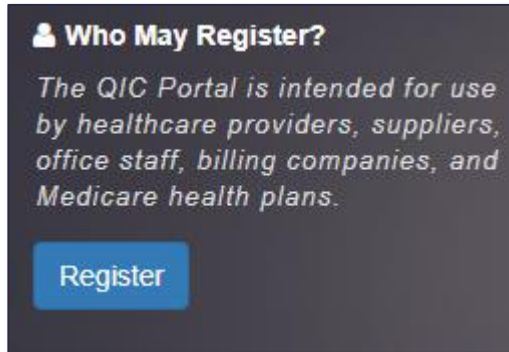 Who May Register?
The QIC Portal is intended for use
by healthcare providers, suppliers,
office staff, billing companies, and
Medicare health plans.
Register